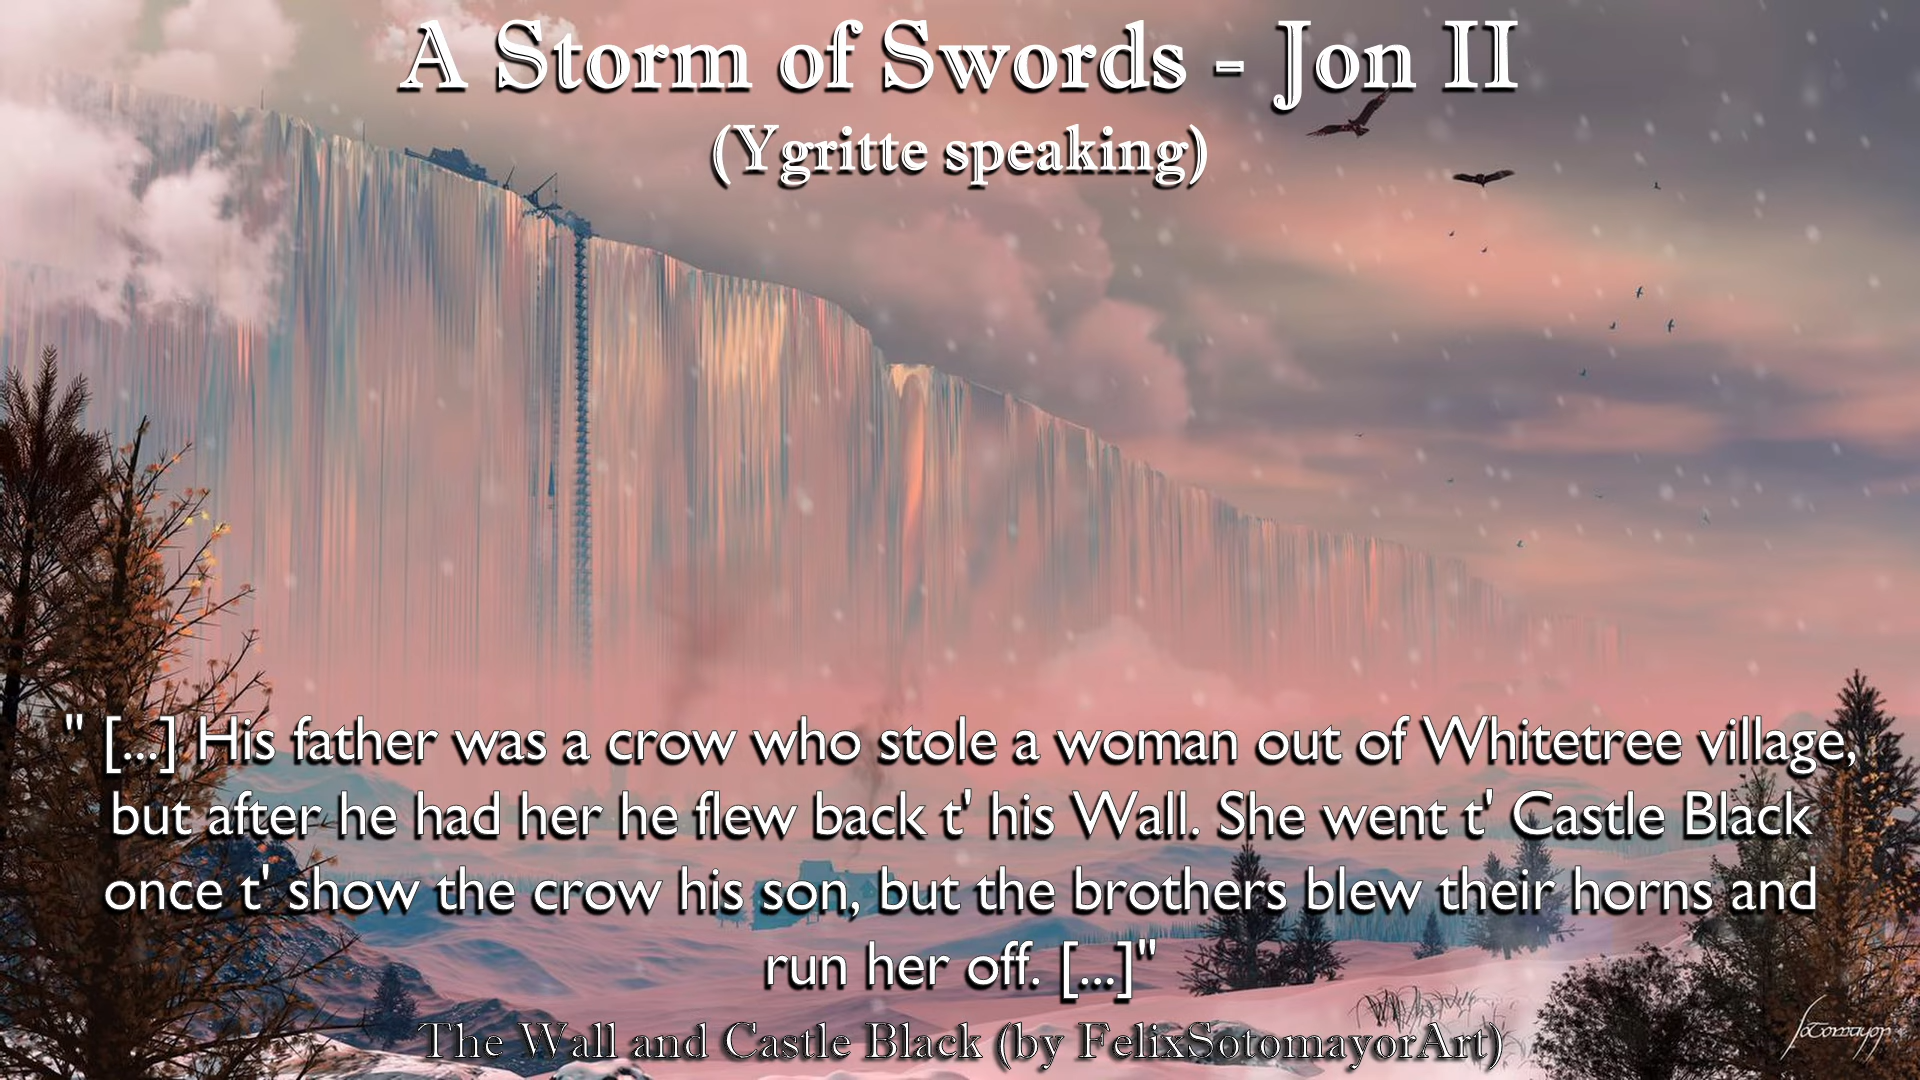 A Storm of Swords - Jon II
(Ygritte speaking)
" [...] His father was a crow who stole a woman out of Whitetree village,
but after he had her he flew back t' his Wall. She went t' Castle Black
once t' show the crow his son, but the brothers blew their horns and
run her off. [...]"
The Wall and Castle Black (by FelixSotomayorArt)
Sotomayor